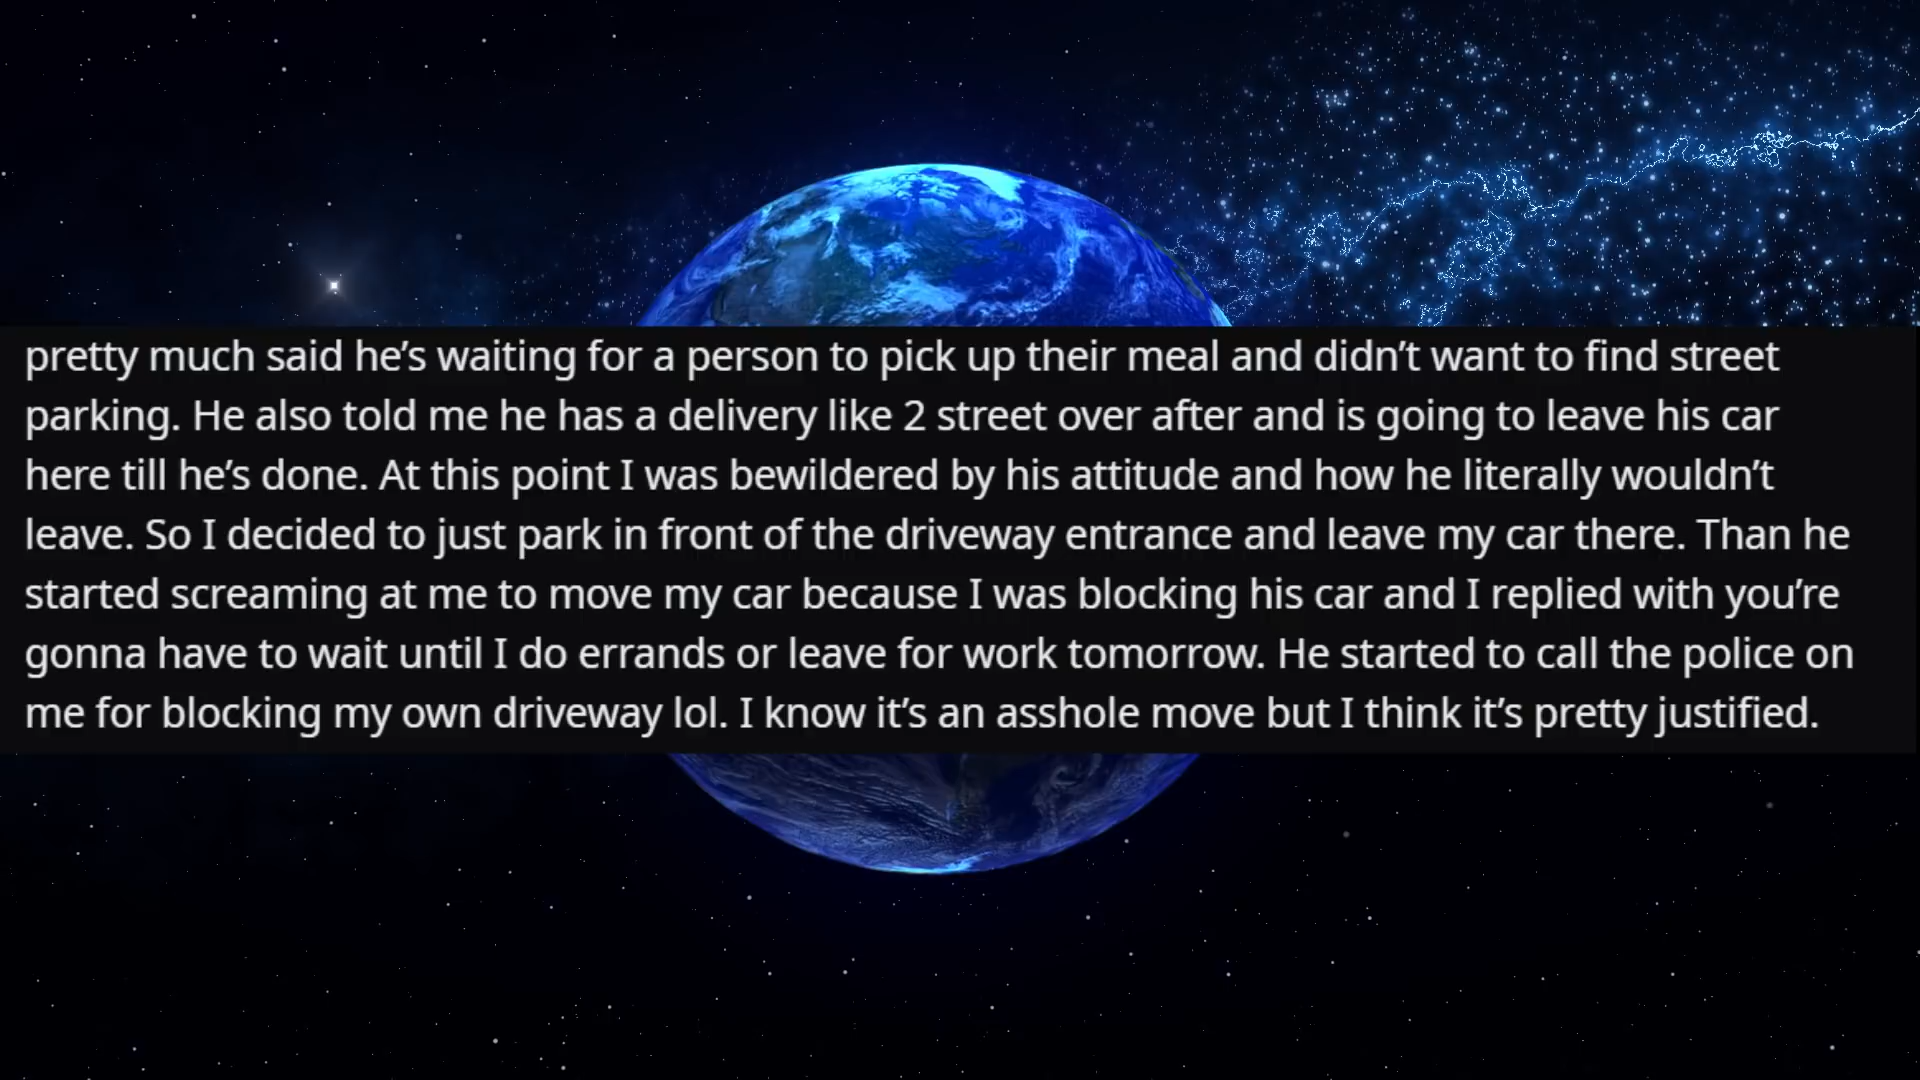 pretty much said he’s waiting for a person to pick up their meal and didn’t want to find street
parking. He also told me he has a delivery like 2 street over after and is going to leave his car
here till he’s done. At this point I was bewildered by his attitude and how he literally wouldn’t
leave. So I decided to just park in front of the driveway entrance and leave my car there. Than he
started screaming at me to move my car because I was blocking his car and I replied with you’re
gonna have to wait until I do errands or leave for work tomorrow. He started to call the police on
me for blocking my own driveway lol. I know it’s an asshole move but I think it’s pretty justified.